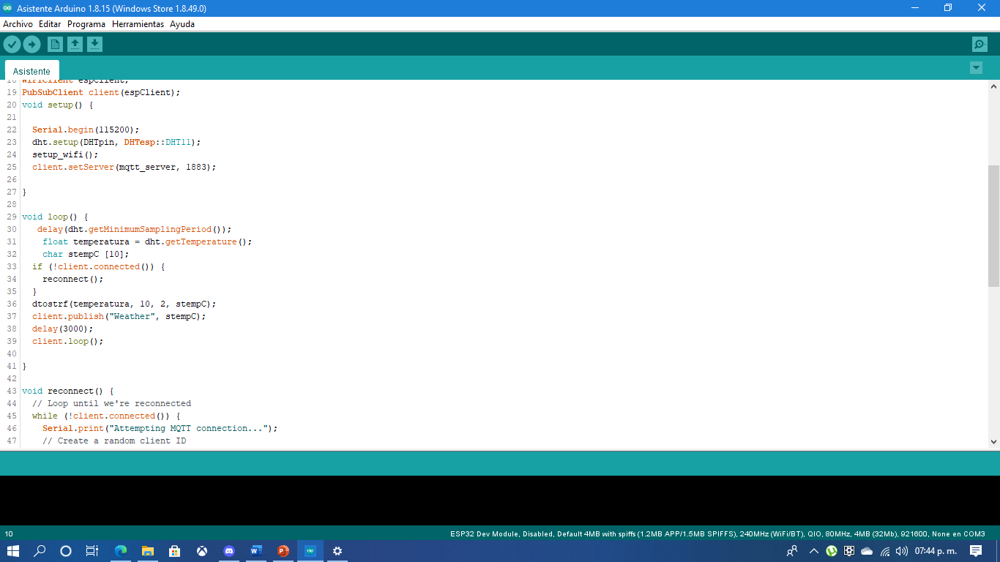 Asistente Arduino 1.8.15 (Windows Store 1.8.49.0)
Archivo Editar Programa Herramientas Ayuda
Asistente
18 WiFiClient espClient;
19 PubSubClient client(espClient);
20 void setup() {
21
22 Serial.begin(115200);
23 dht.setup(DHTpin, DHTesp::DHT11);
24 setup_wifi();
25 client.setServer(mqtt_server, 1883);
26
27 }
28
29 void loop() {
30 delay(dht.getMinimumSamplingPeriod());
31 float temperatura = dht.getTemperature();
32 char stempC [10];
33 if (!client.connected()) {
34 reconnect();
35 }
36 dtostrf(temperatura, 10, 2, stempC);
37 client.publish("Weather", stempC);
38 delay(3000);
39 client.loop();
40
41 }
42
43 void reconnect() {
44 // Loop until we're reconnected
45 while (!client.connected()) {
46 Serial.print("Attempting MQTT connection...");
47 // Create a random client ID
10 ESP32 Dev Module, Disabled, Default 4MB with spiffs (1.2MB APP/1.5MB SPIFFS), 240MHz (WiFi/BT), QIO, 80MHz, 4MB (32Mb), 921600, None en COM3
07:44 p. m.